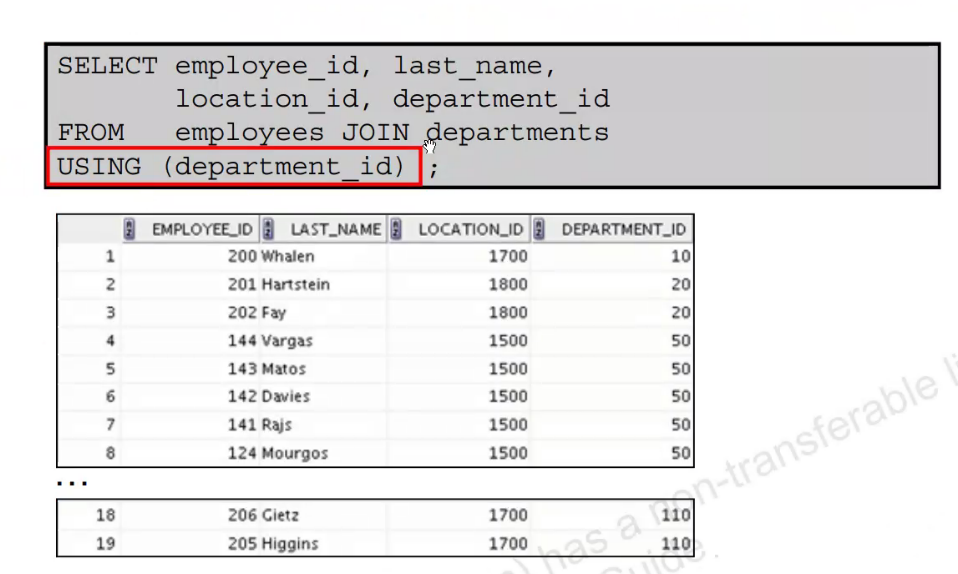 SELECT employee_id, last_name,
location_id, department_id
FROM employees JOIN departments
USING (department_id) ;
EMPLOYEE_ID LAST_NAME LOCATION_ID DEPARTMENT_ID
1 200 Whalen 1700 10
2 201 Hartstein 1800 20
3 202 Fay 1800 20
4 144 Vargas 1500 50
5 143 Matos 1500 50
6 142 Davies 1500 50
7 141 Rajs 1500 50
8 124 Mourgos 1500 50
...
18 206 Gietz 1700 110
19 205 Higgins 1700 110
has a non-transferable
Guide.